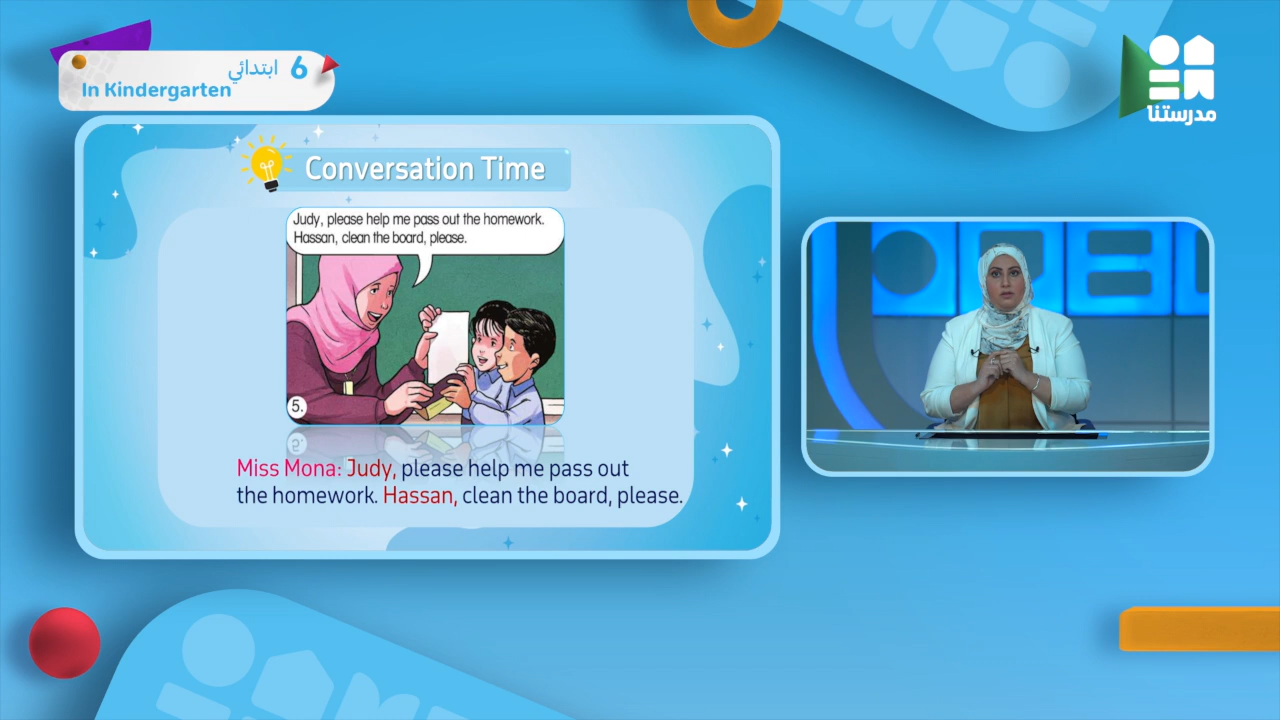 6 ابتدائي
In Kindergarten
مدرستنا
Conversation Time
Judy, please help me pass out the homework.
Hassan, clean the board, please.
5.
Miss Mona: Judy, please help me pass out
the homework. Hassan, clean the board, please.